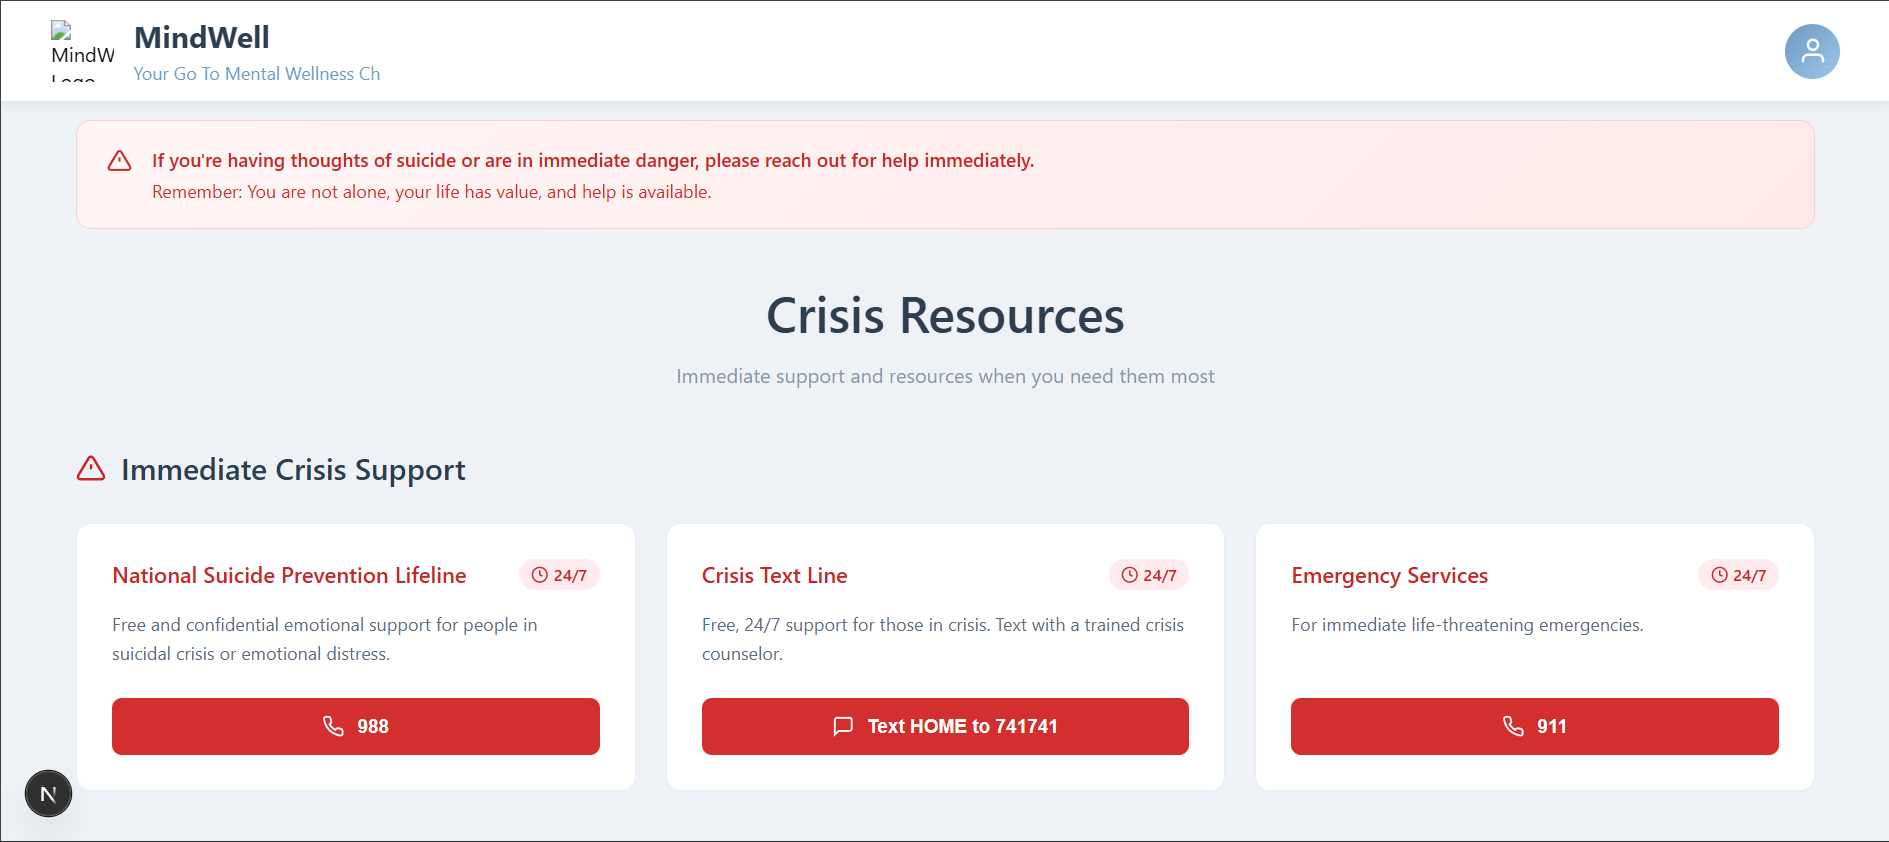 MindW
Logo
MindWell
Your Go To Mental Wellness Ch
If you're having thoughts of suicide or are in immediate danger, please reach out for help immediately.
Remember: You are not alone, your life has value, and help is available.
Crisis Resources
Immediate support and resources when you need them most
Immediate Crisis Support
National Suicide Prevention Lifeline
24/7
Free and confidential emotional support for people in
suicidal crisis or emotional distress.
988
Crisis Text Line
24/7
Free, 24/7 support for those in crisis. Text with a trained crisis
counselor.
Text HOME to 741741
Emergency Services
24/7
For immediate life-threatening emergencies.
911
N